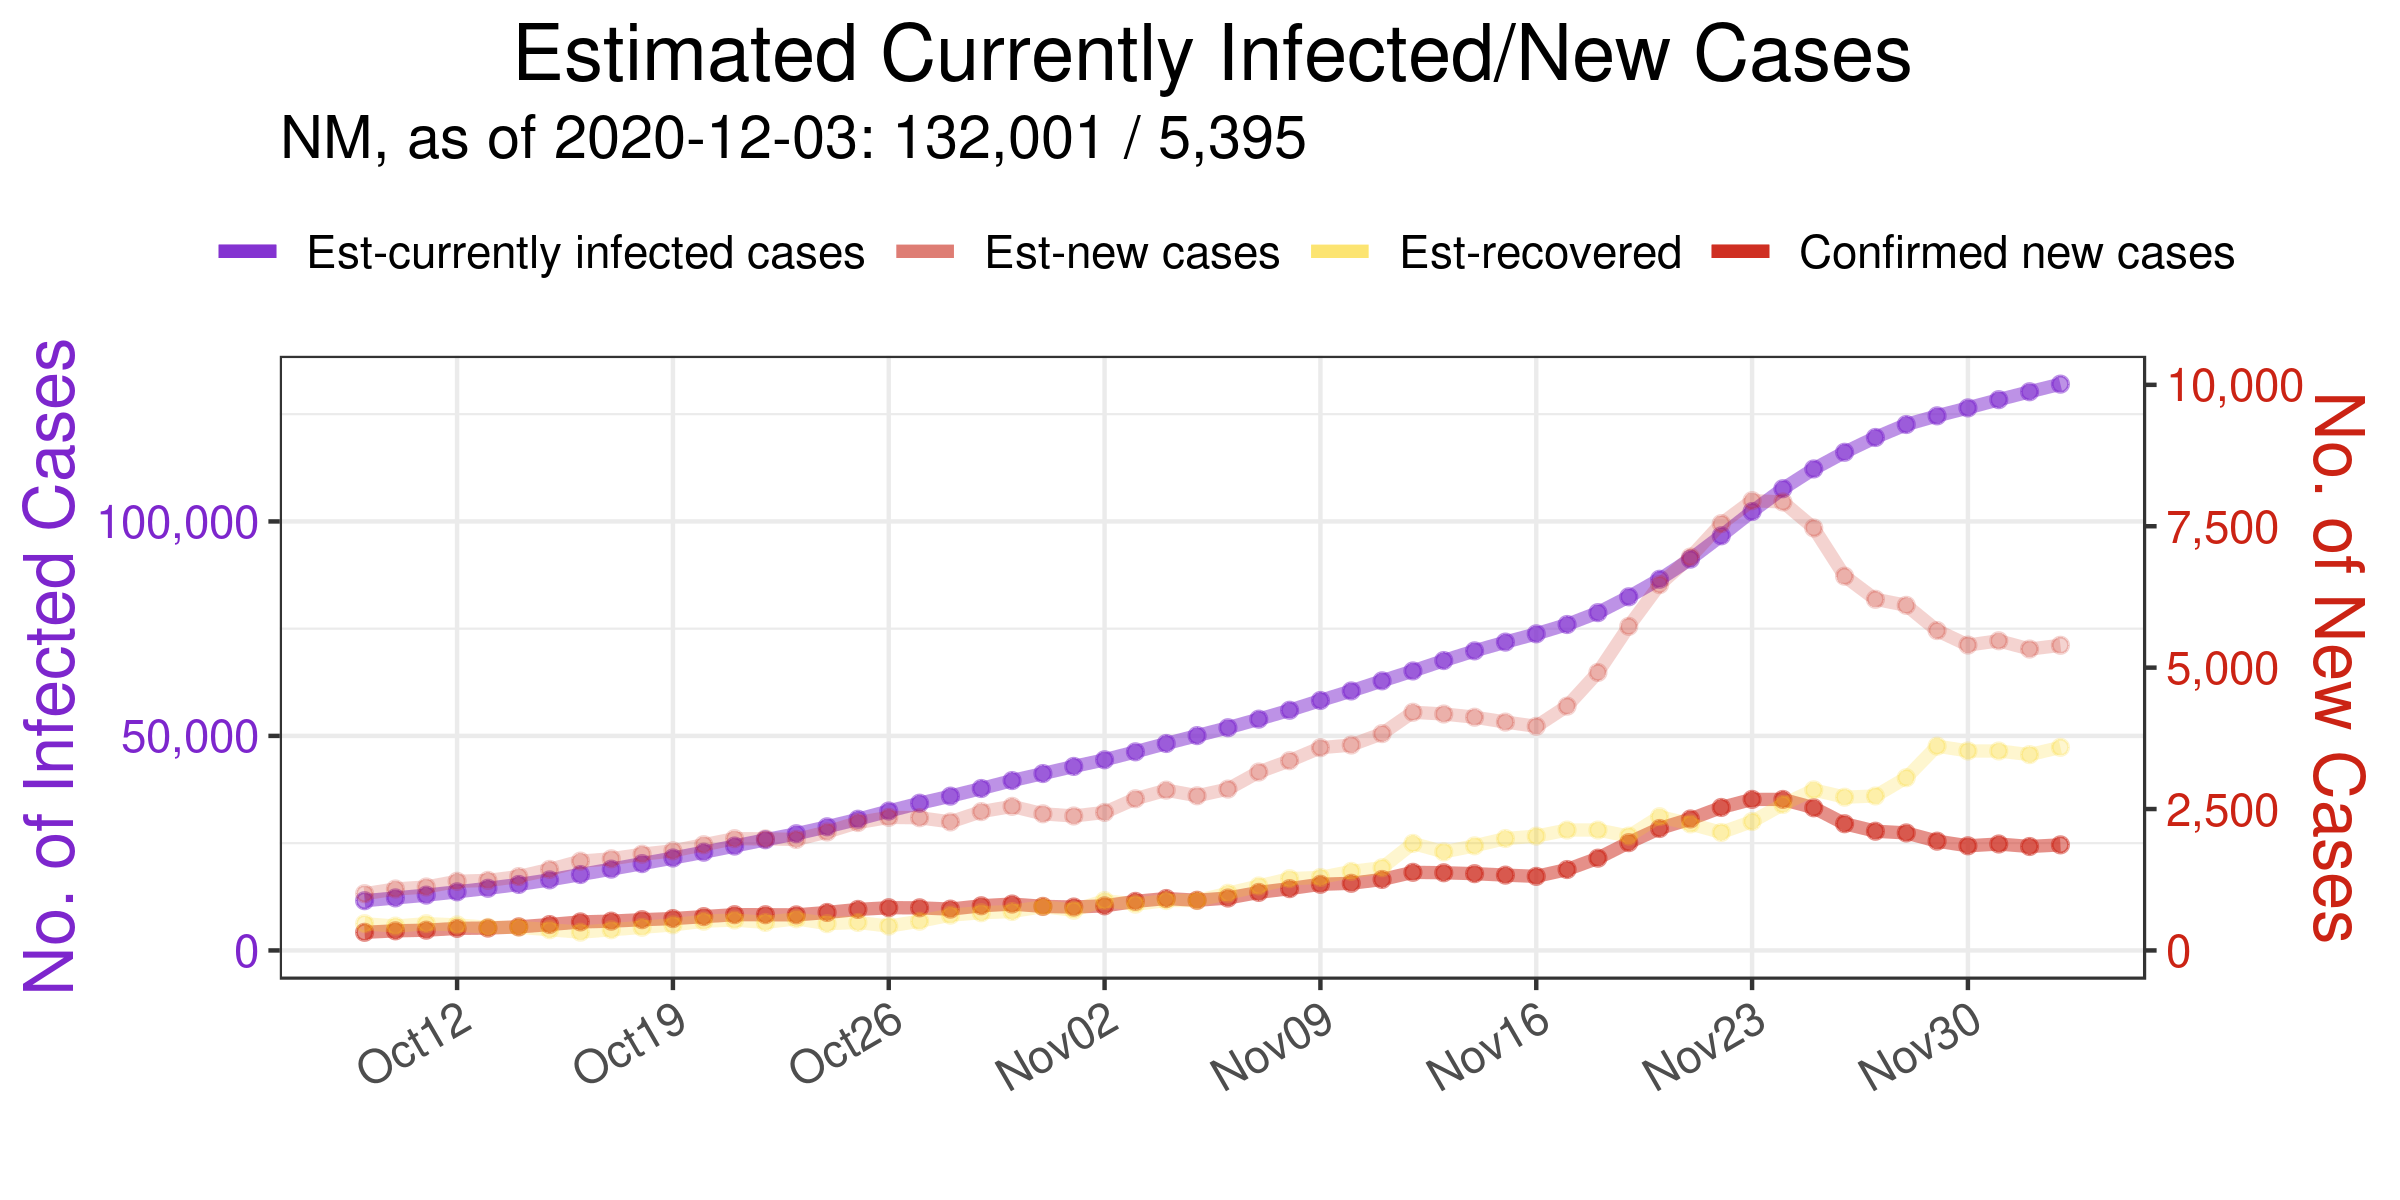 Estimated Currently Infected/New Cases
NM, as of 2020-12-03: 132,001 / 5,395
Est-currently infected cases Est-new cases Est-recovered Confirmed new cases
No. of Infected Cases
100,000
50,000
0
10,000
7,500
5,000
2,500
0
No. of New Cases
Oct12 Oct19 Oct26 Nov02 Nov09 Nov16 Nov23 Nov30